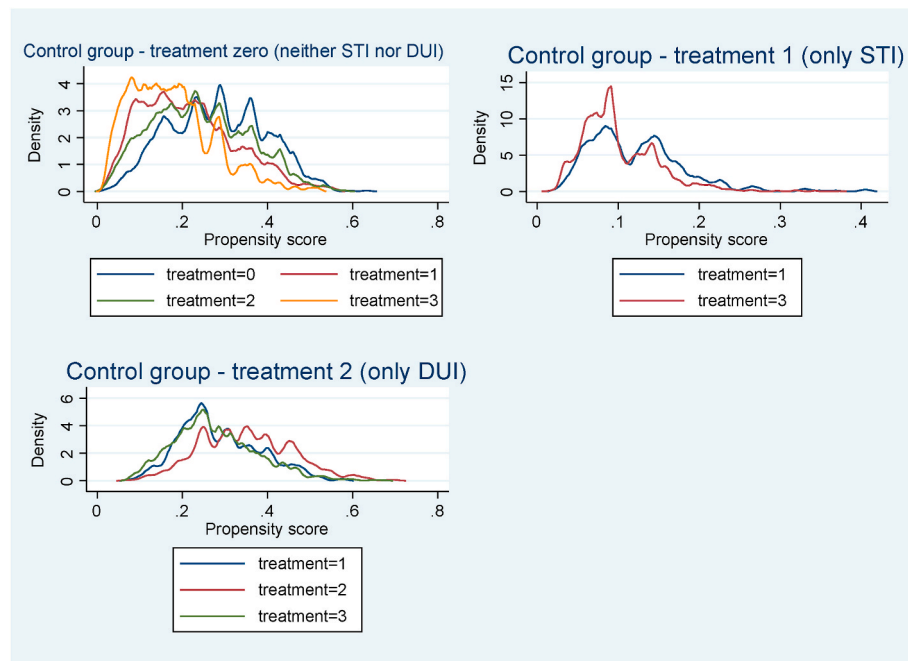 Control group - treatment zero (neither STI nor DUI)
Density
4
3
2
1
0
0 .2 .4 .6 .8
Propensity score
treatment=0 treatment=1
treatment=2 treatment=3
Control group - treatment 1 (only STI)
Density
15
10
5
0
0 .1 .2 .3 .4
Propensity score
treatment=1
treatment=3
Control group - treatment 2 (only DUI)
Density
6
4
2
0
0 .2 .4 .6 .8
Propensity score
treatment=1
treatment=2
treatment=3